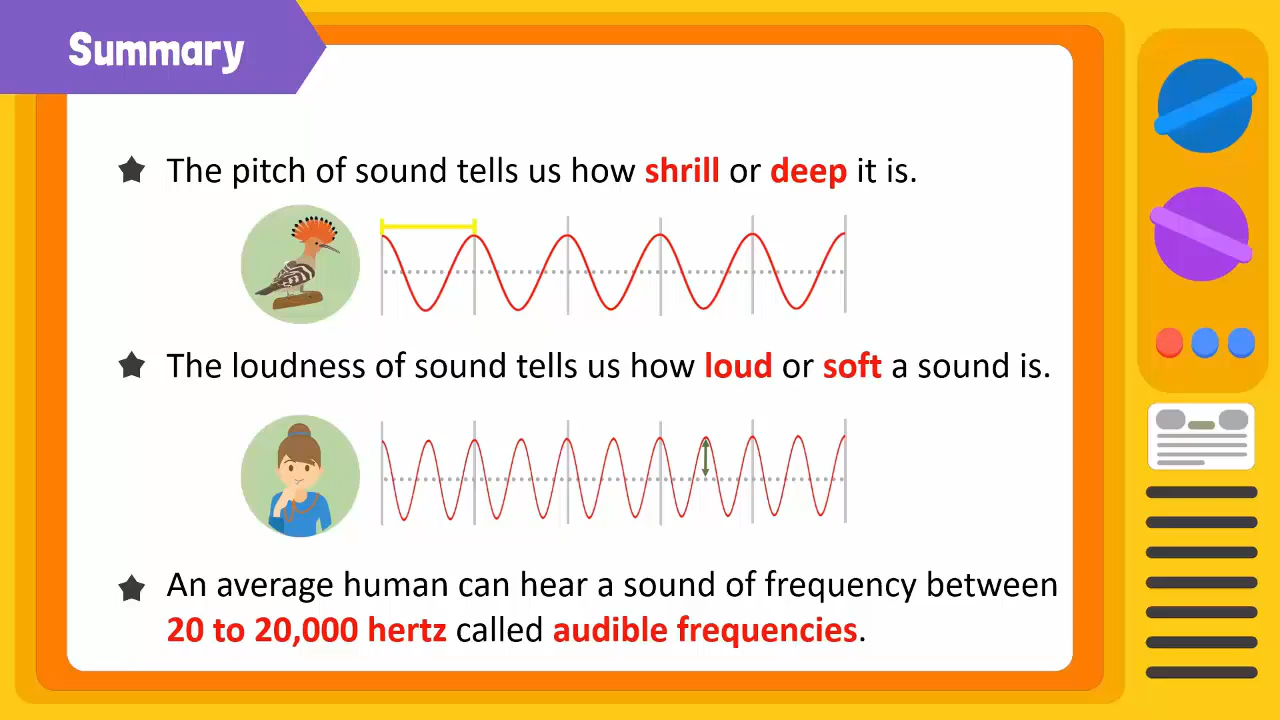 Summary
The pitch of sound tells us how shrill or deep it is.
The loudness of sound tells us how loud or soft a sound is.
An average human can hear a sound of frequency between
20 to 20,000 hertz called audible frequencies.